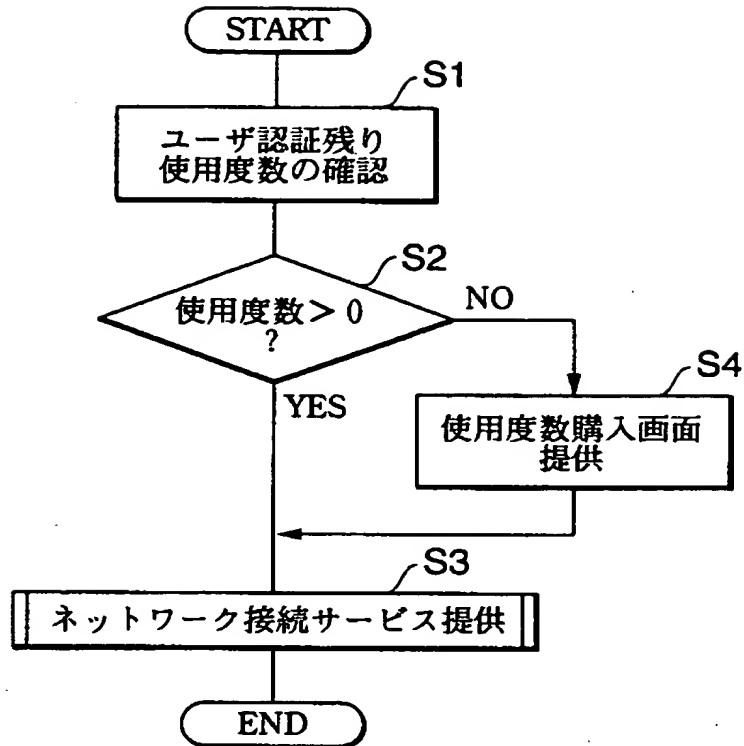 START
S1
ユーザ認証残り
使用度数の確認
S2
使用度数＞0
?
NO
YES
S4
使用度数購入画面
提供
S3
ネットワーク接続サービス提供
END